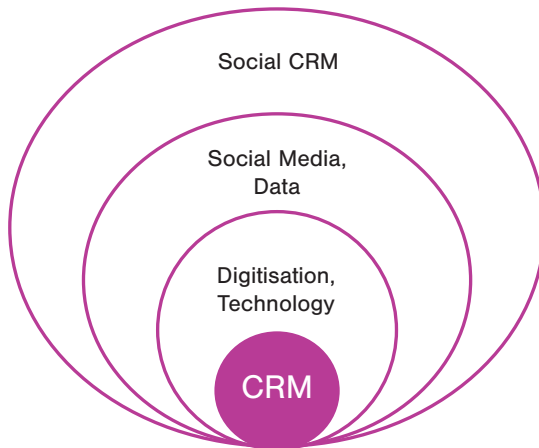 Social CRM
Social Media,
Data
Digitisation,
Technology
CRM